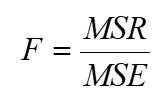 F = MSR / MSE